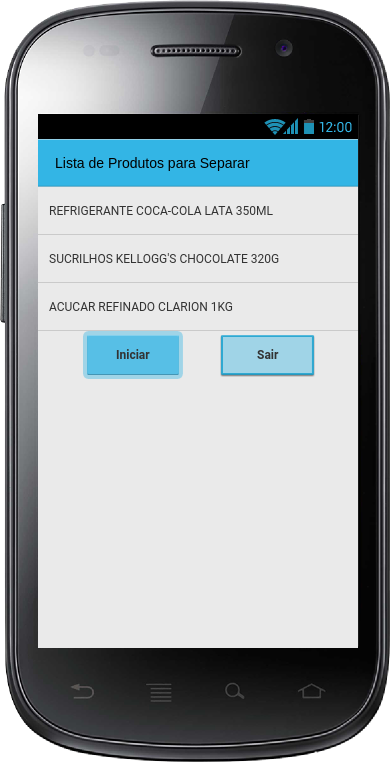 12:00
Lista de Produtos para Separar
REFRIGERANTE COCA-COLA LATA 350ML
SUCRILHOS KELLOGG'S CHOCOLATE 320G
ACUCAR REFINADO CLARION 1KG
Iniciar Sair